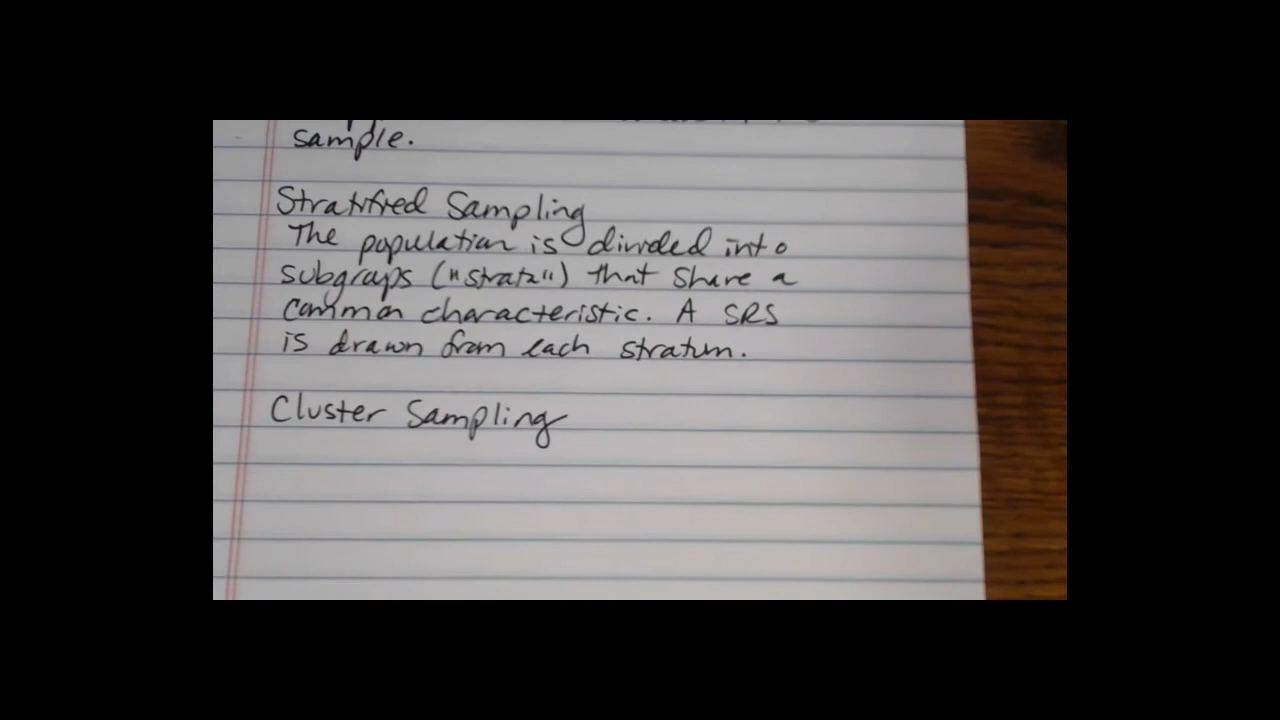 sample.
Stratified Sampling
The population is divided into
subgroups ("strata") that share a
common characteristic. A SRS
is drawn from each stratum.
Cluster Sampling